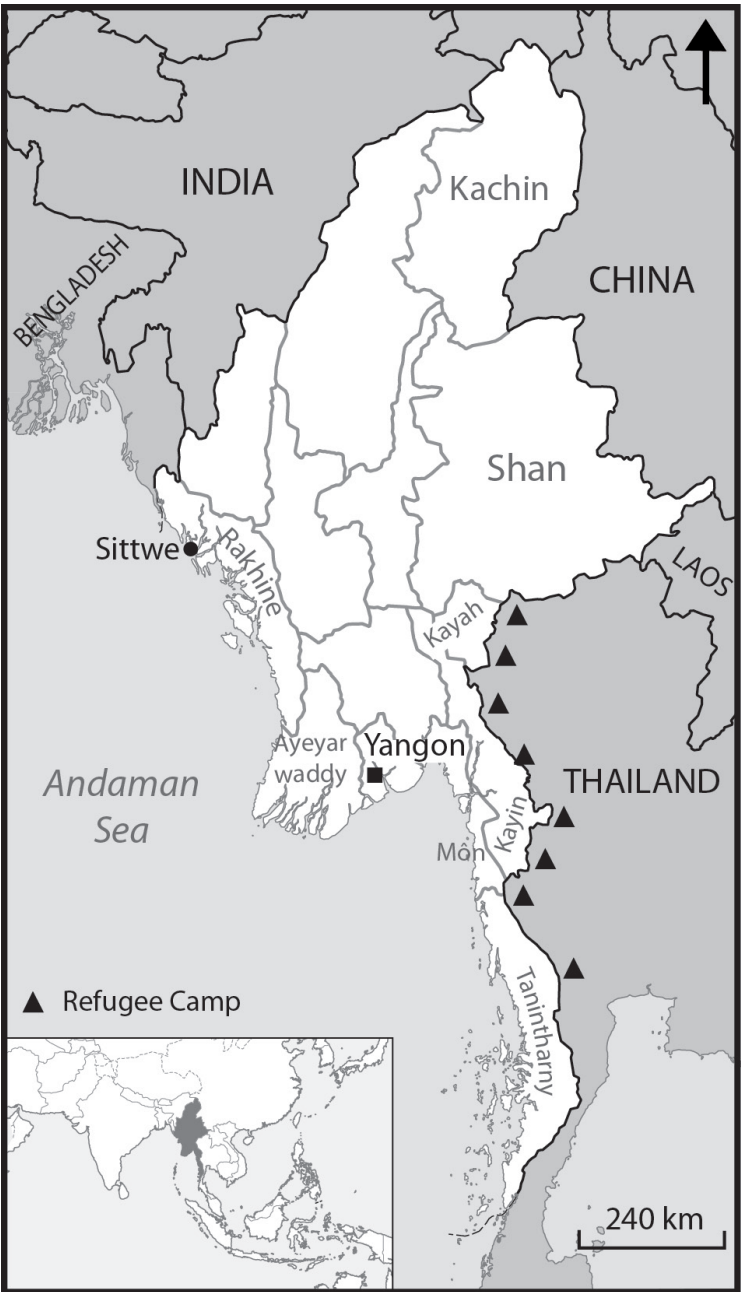 INDIA
Kachin
CHINA
BENGLADESH
Shan
Sittwe
Rakhine
LAOS
Kayah
Ayeyar
waddy
Yangon
THAILAND
Andaman
Sea
Kayin
Môn
Tanintharny
Refugee Camp
240 km